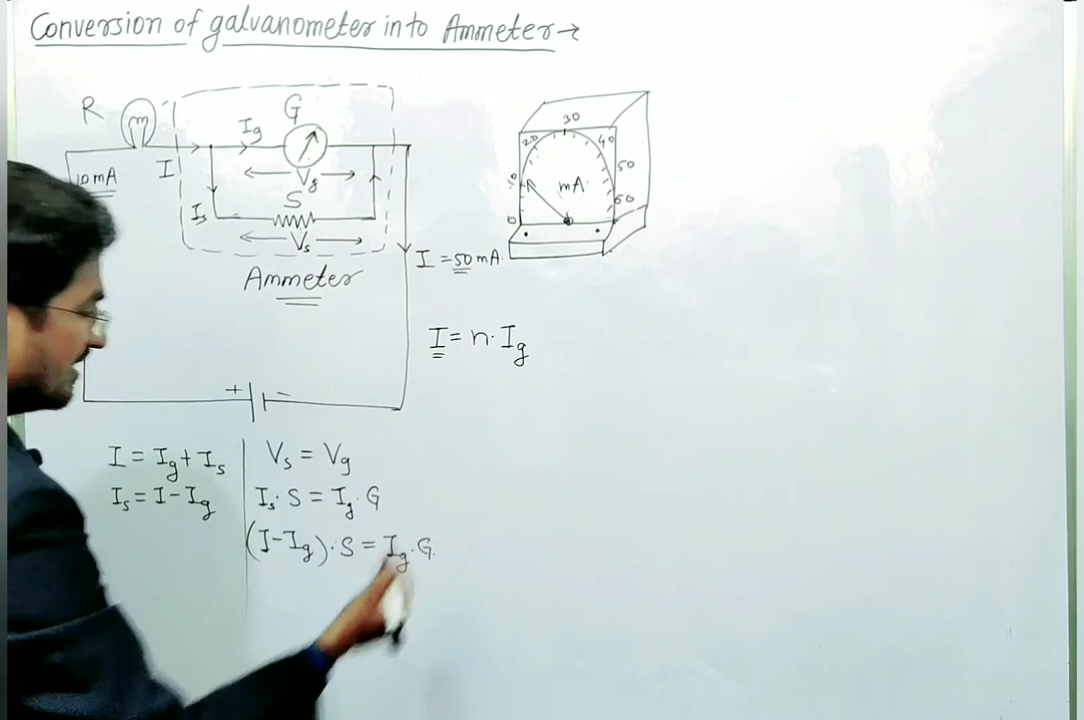 Conversion of galvanometer into Ammeter→
R
G
Ig
I
10 mA
Vg
S
Is
Vs
Ammeter
I = 50 mA
0
10
20
30
40
50
60
mA
I = n·Ig
+
−
I = Ig + Is
Is = I − Ig
Vs = Vg
Is·S = Ig·G
(I−Ig)·S = Ig·G.